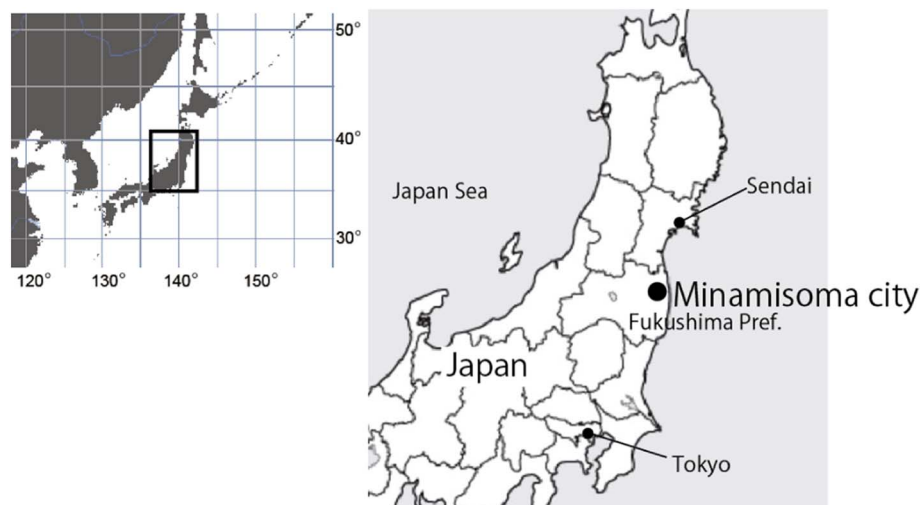 50°
40°
30°
120°
130°
140°
150°
Japan Sea
Sendai
Minamisoma city
Fukushima Pref.
Japan
Tokyo